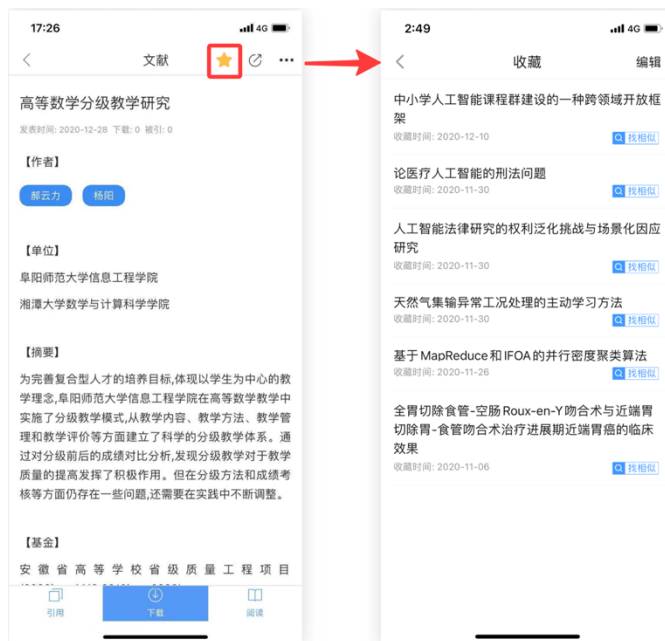 17:26
4G
文献
高等数学分级教学研究
发表时间: 2020-12-28 下载: 0 被引: 0
【作者】
郝云力 杨阳
【单位】
阜阳师范大学信息工程学院
湘潭大学数学与计算科学学院
【摘要】
为完善复合型人才的培养目标,体现以学生为中心的教
学理念,阜阳师范大学信息工程学院在高等数学教学中
实施了分级教学模式,从教学内容、教学方法、教学管
理和教学评价等方面建立了科学的分级教学体系。通
过对分级前后的成绩对比分析,发现分级教学对于教学
质量的提高发挥了积极作用。但在分级方法和成绩考
核等方面仍存在一些问题,还需要在实践中不断调整。
【基金】
安徽省高等学校省级质量工程项目
引用 下载 阅读
2:49
4G
收藏 编辑
中小学人工智能课程群建设的一种跨领域开放框
架
收藏时间: 2020-12-10 找相似
论医疗人工智能的刑法问题
收藏时间: 2020-11-30 找相似
人工智能法律研究的权利泛化挑战与场景化因应
研究
收藏时间: 2020-11-30 找相似
天然气集输异常工况处理的主动学习方法
收藏时间: 2020-11-30 找相似
基于MapReduce和IFOA的并行密度聚类算法
收藏时间: 2020-11-26 找相似
全胃切除食管-空肠Roux-en-Y吻合术与近端胃
切除胃-食管吻合术治疗进展期近端胃癌的临床
效果
收藏时间: 2020-11-06 找相似